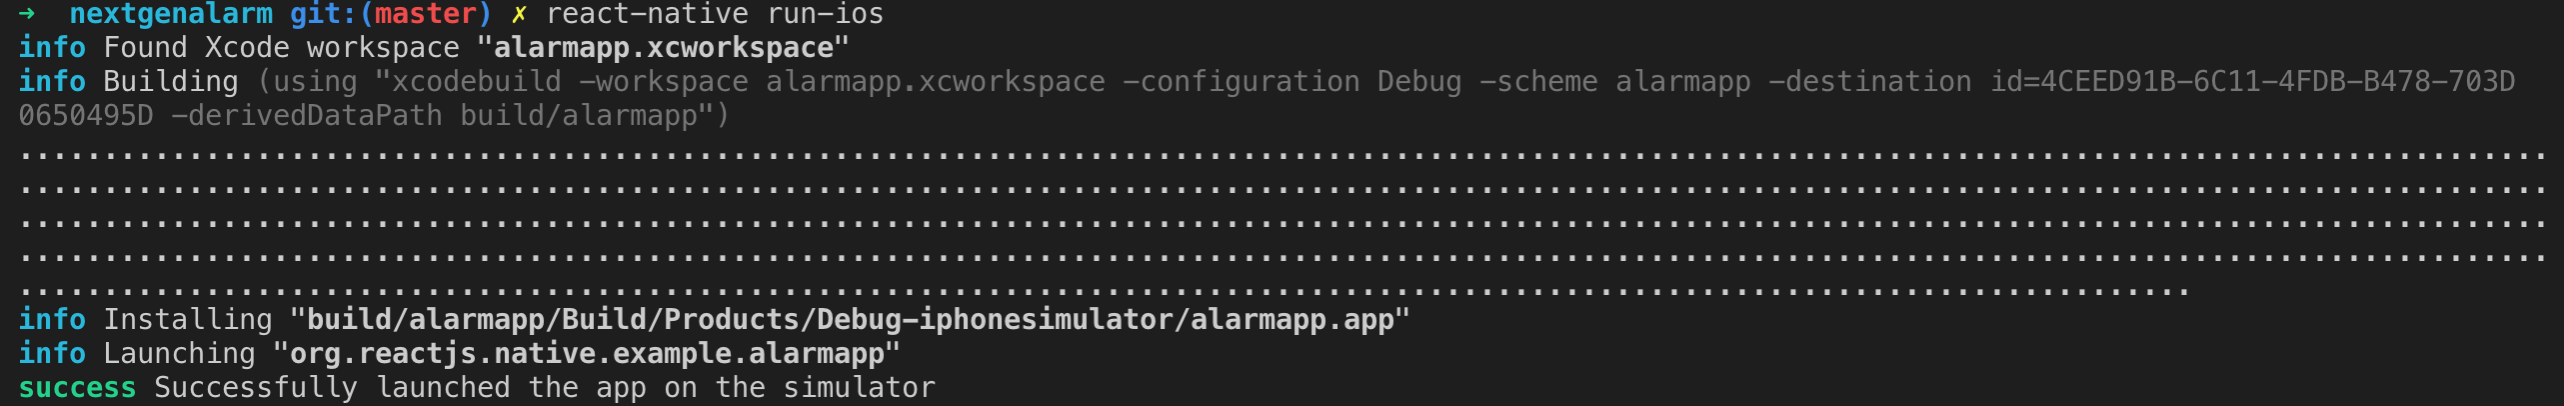 ➜  nextgenalarm git:(master) ✗ react-native run-ios
info Found Xcode workspace "alarmapp.xcworkspace"
info Building (using "xcodebuild -workspace alarmapp.xcworkspace -configuration Debug -scheme alarmapp -destination id=4CEED91B-6C11-4FDB-B478-703D
0650495D -derivedDataPath build/alarmapp")
.....................................................................................................................................................
.....................................................................................................................................................
.....................................................................................................................................................
.....................................................................................................................................................
................................................................................................................................
info Installing "build/alarmapp/Build/Products/Debug-iphonesimulator/alarmapp.app"
info Launching "org.reactjs.native.example.alarmapp"
success Successfully launched the app on the simulator